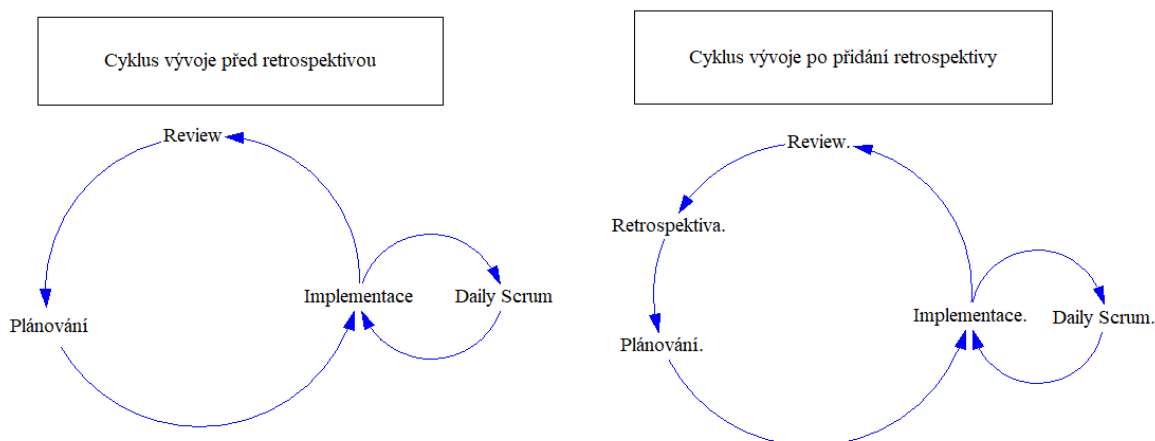 Cyklus vývoje před retrospektivou
Review
Plánování
Implementace
Daily Scrum
Cyklus vývoje po přidání retrospektivy
Review.
Retrospektiva.
Plánování.
Implementace.
Daily Scrum.